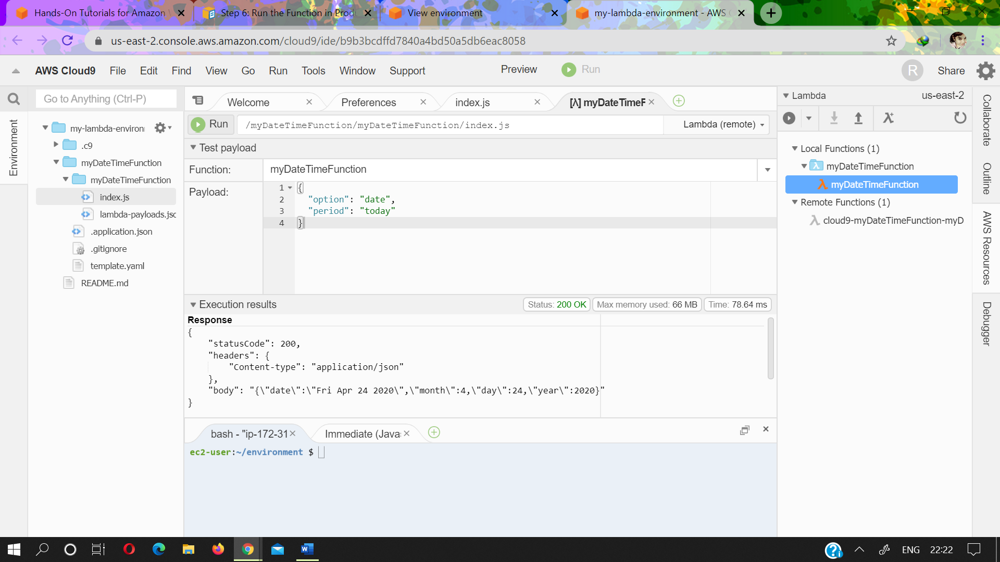 Hands-On Tutorials for Amazon
Step 6: Run the Function in Prod
View environment
my-lambda-environment - AWS
us-east-2.console.aws.amazon.com/cloud9/ide/b9b3bcdffd7840a4bd50a5db6eac8058
AWS Cloud9 File Edit Find View Go Run Tools Window Support Preview Run R Share
Go to Anything (Ctrl-P)
Welcome
Preferences
index.js
[λ] myDateTimeF
Lambda us-east-2
Environment
my-lambda-environ
.c9
myDateTimeFunction
myDateTimeFunction
index.js
lambda-payloads.jsc
.application.json
.gitignore
template.yaml
README.md
Run /myDateTimeFunction/myDateTimeFunction/index.js Lambda (remote)
Test payload
Function: myDateTimeFunction
Payload:
1 {
2 "option": "date",
3 "period": "today"
4 }
Execution results Status: 200 OK Max memory used: 66 MB Time: 78.64 ms
Response
{
"statusCode": 200,
"headers": {
"Content-type": "application/json"
},
"body": "{\"date\":\"Fri Apr 24 2020\",\"month\":4,\"day\":24,\"year\":2020}"
}
bash - "ip-172-31
Immediate (Java
ec2-user:~/environment $
Local Functions (1)
myDateTimeFunction
myDateTimeFunction
Remote Functions (1)
cloud9-myDateTimeFunction-myD
Collaborate
Outline
AWS Resources
Debugger
ENG 22:22